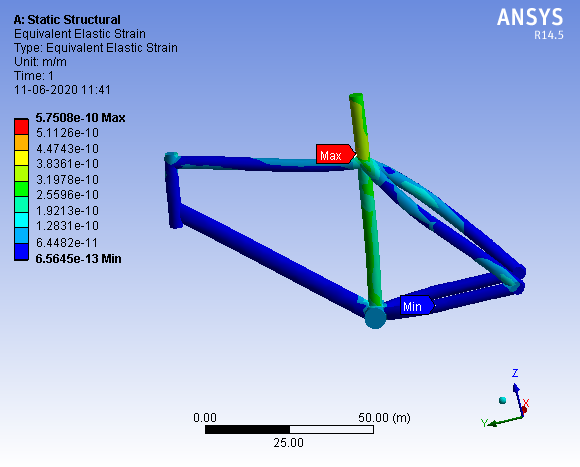 A: Static Structural
Equivalent Elastic Strain
Type: Equivalent Elastic Strain
Unit: m/m
Time: 1
11-06-2020 11:41
ANSYS
R14.5
5.7508e-10 Max
5.1126e-10
4.4743e-10
3.8361e-10
3.1978e-10
2.5596e-10
1.9213e-10
1.2831e-10
6.4482e-11
6.5645e-13 Min
Max
Min
0.00
50.00 (m)
25.00
Z
X
Y